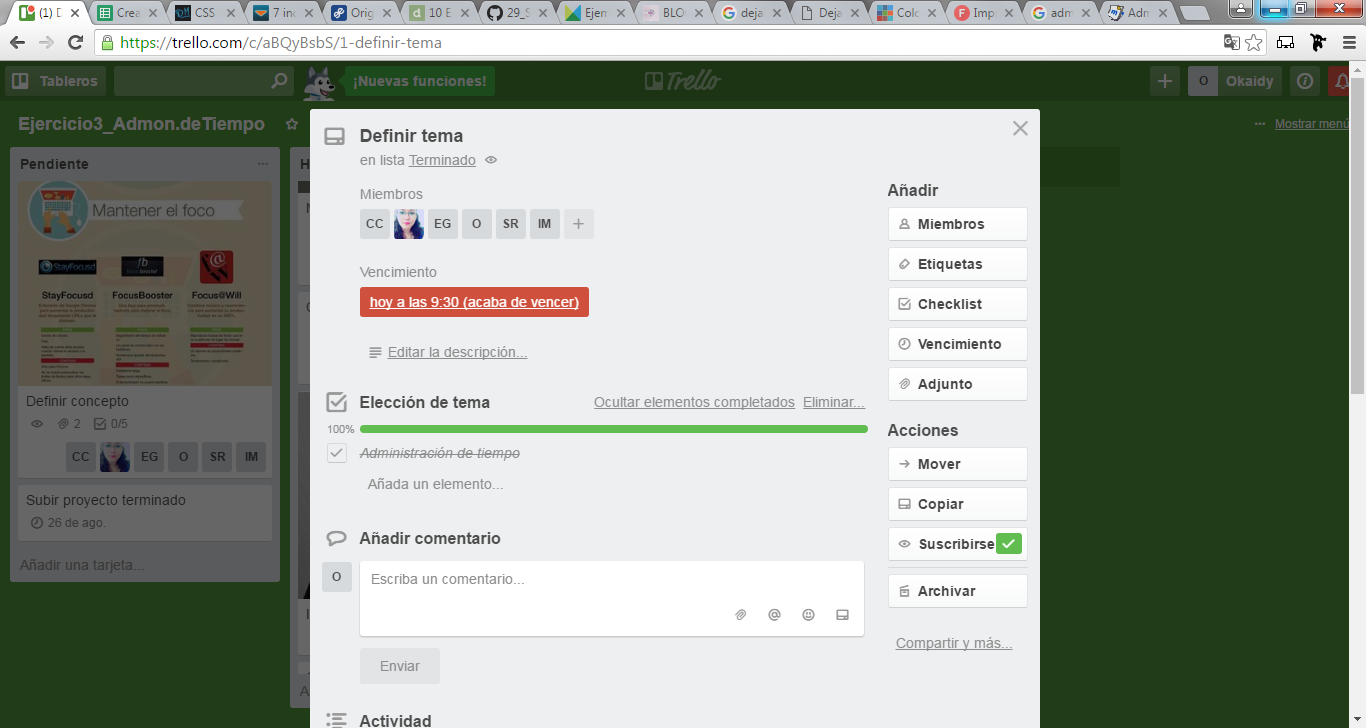 (1) D
Crea
CSS
7 inc
Orig
10 E
29_S
Ejem
BLO
deja
Deja
Colo
Imp
adm
Adm
https://trello.com/c/aBQyBsbS/1-definir-tema
Tableros
¡Nuevas funciones!
Trello
O
Okaidy
Ejercicio3_Admon.deTiempo
Mostrar menú
Pendiente
Mantener el foco
StayFocusd
fb
StayFocusd FocusBooster Focus@Will
Definir concepto
2
0/5
CC EG O SR IM
Subir proyecto terminado
26 de ago.
Añadir una tarjeta...
H
Definir tema
en lista Terminado
Miembros
CC EG O SR IM
Vencimiento
hoy a las 9:30 (acaba de vencer)
Editar la descripción...
Elección de tema
Ocultar elementos completados Eliminar...
100%
Administración de tiempo
Añada un elemento...
Añadir comentario
O
Escriba un comentario...
Enviar
Actividad
Añadir
Miembros
Etiquetas
Checklist
Vencimiento
Adjunto
Acciones
Mover
Copiar
Suscribirse
Archivar
Compartir y más...